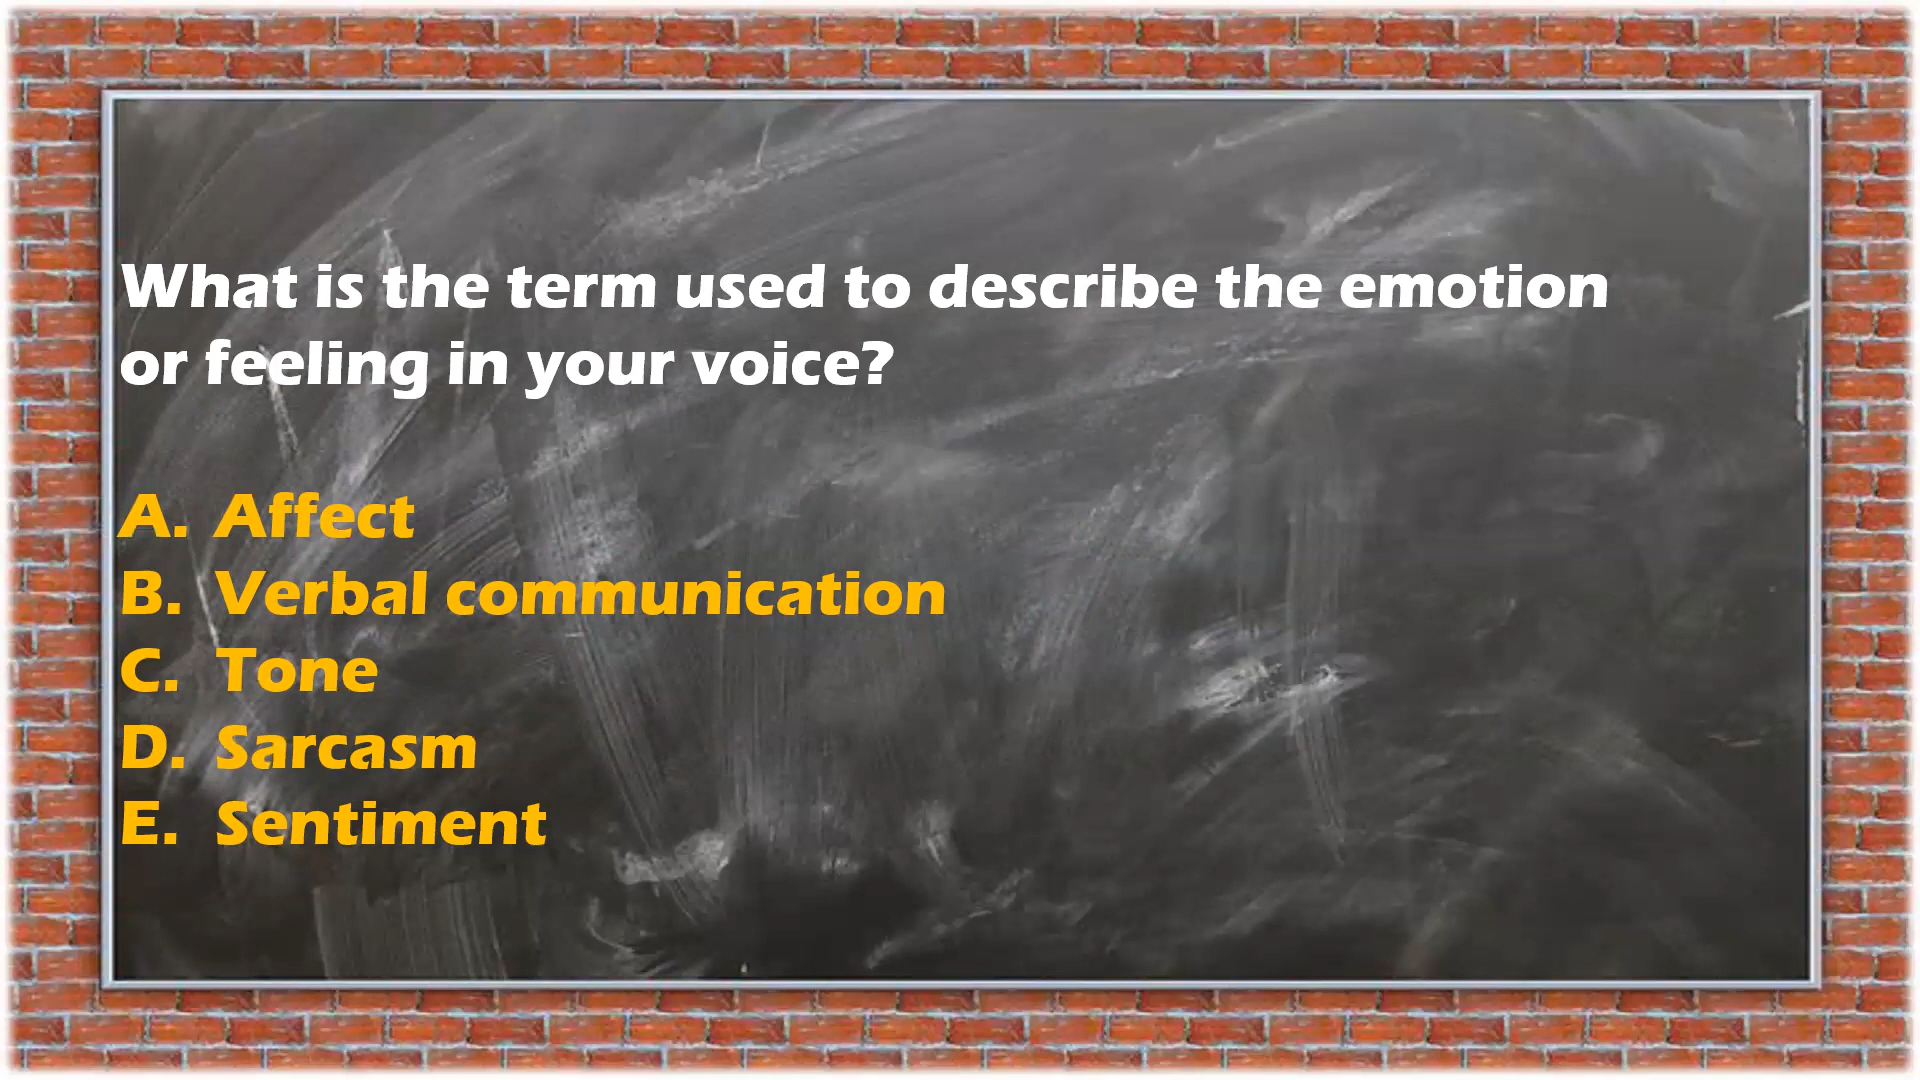 What is the term used to describe the emotion
or feeling in your voice?
A. Affect
B. Verbal communication
C. Tone
D. Sarcasm
E. Sentiment